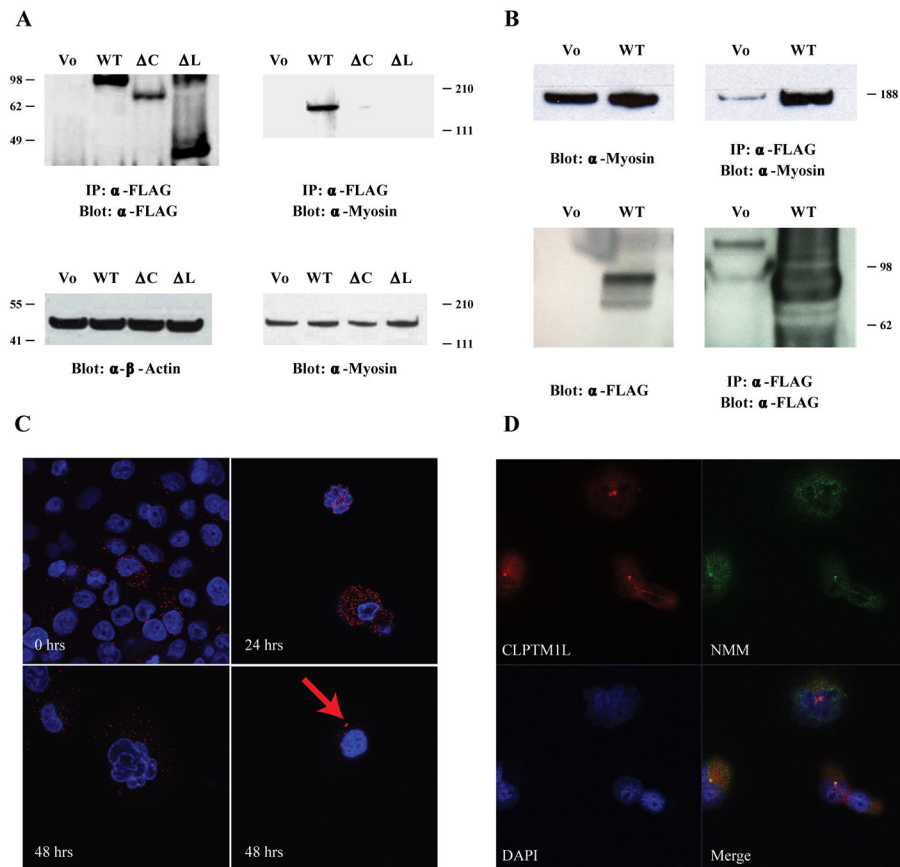 A
Vo WT ΔC ΔL
98
62
49
IP: α-FLAG
Blot: α-FLAG
Vo WT ΔC ΔL
210
111
IP: α-FLAG
Blot: α-Myosin
Vo WT ΔC ΔL
55
41
Blot: α-β-Actin
Vo WT ΔC ΔL
210
111
Blot: α-Myosin
B
Vo WT
Blot: α-Myosin
Vo WT
188
IP: α-FLAG
Blot: α-Myosin
Vo WT
Blot: α-FLAG
Vo WT
98
62
IP: α-FLAG
Blot: α-FLAG
C
0 hrs
24 hrs
48 hrs
48 hrs
D
CLPTM1L
NMM
DAPI
Merge